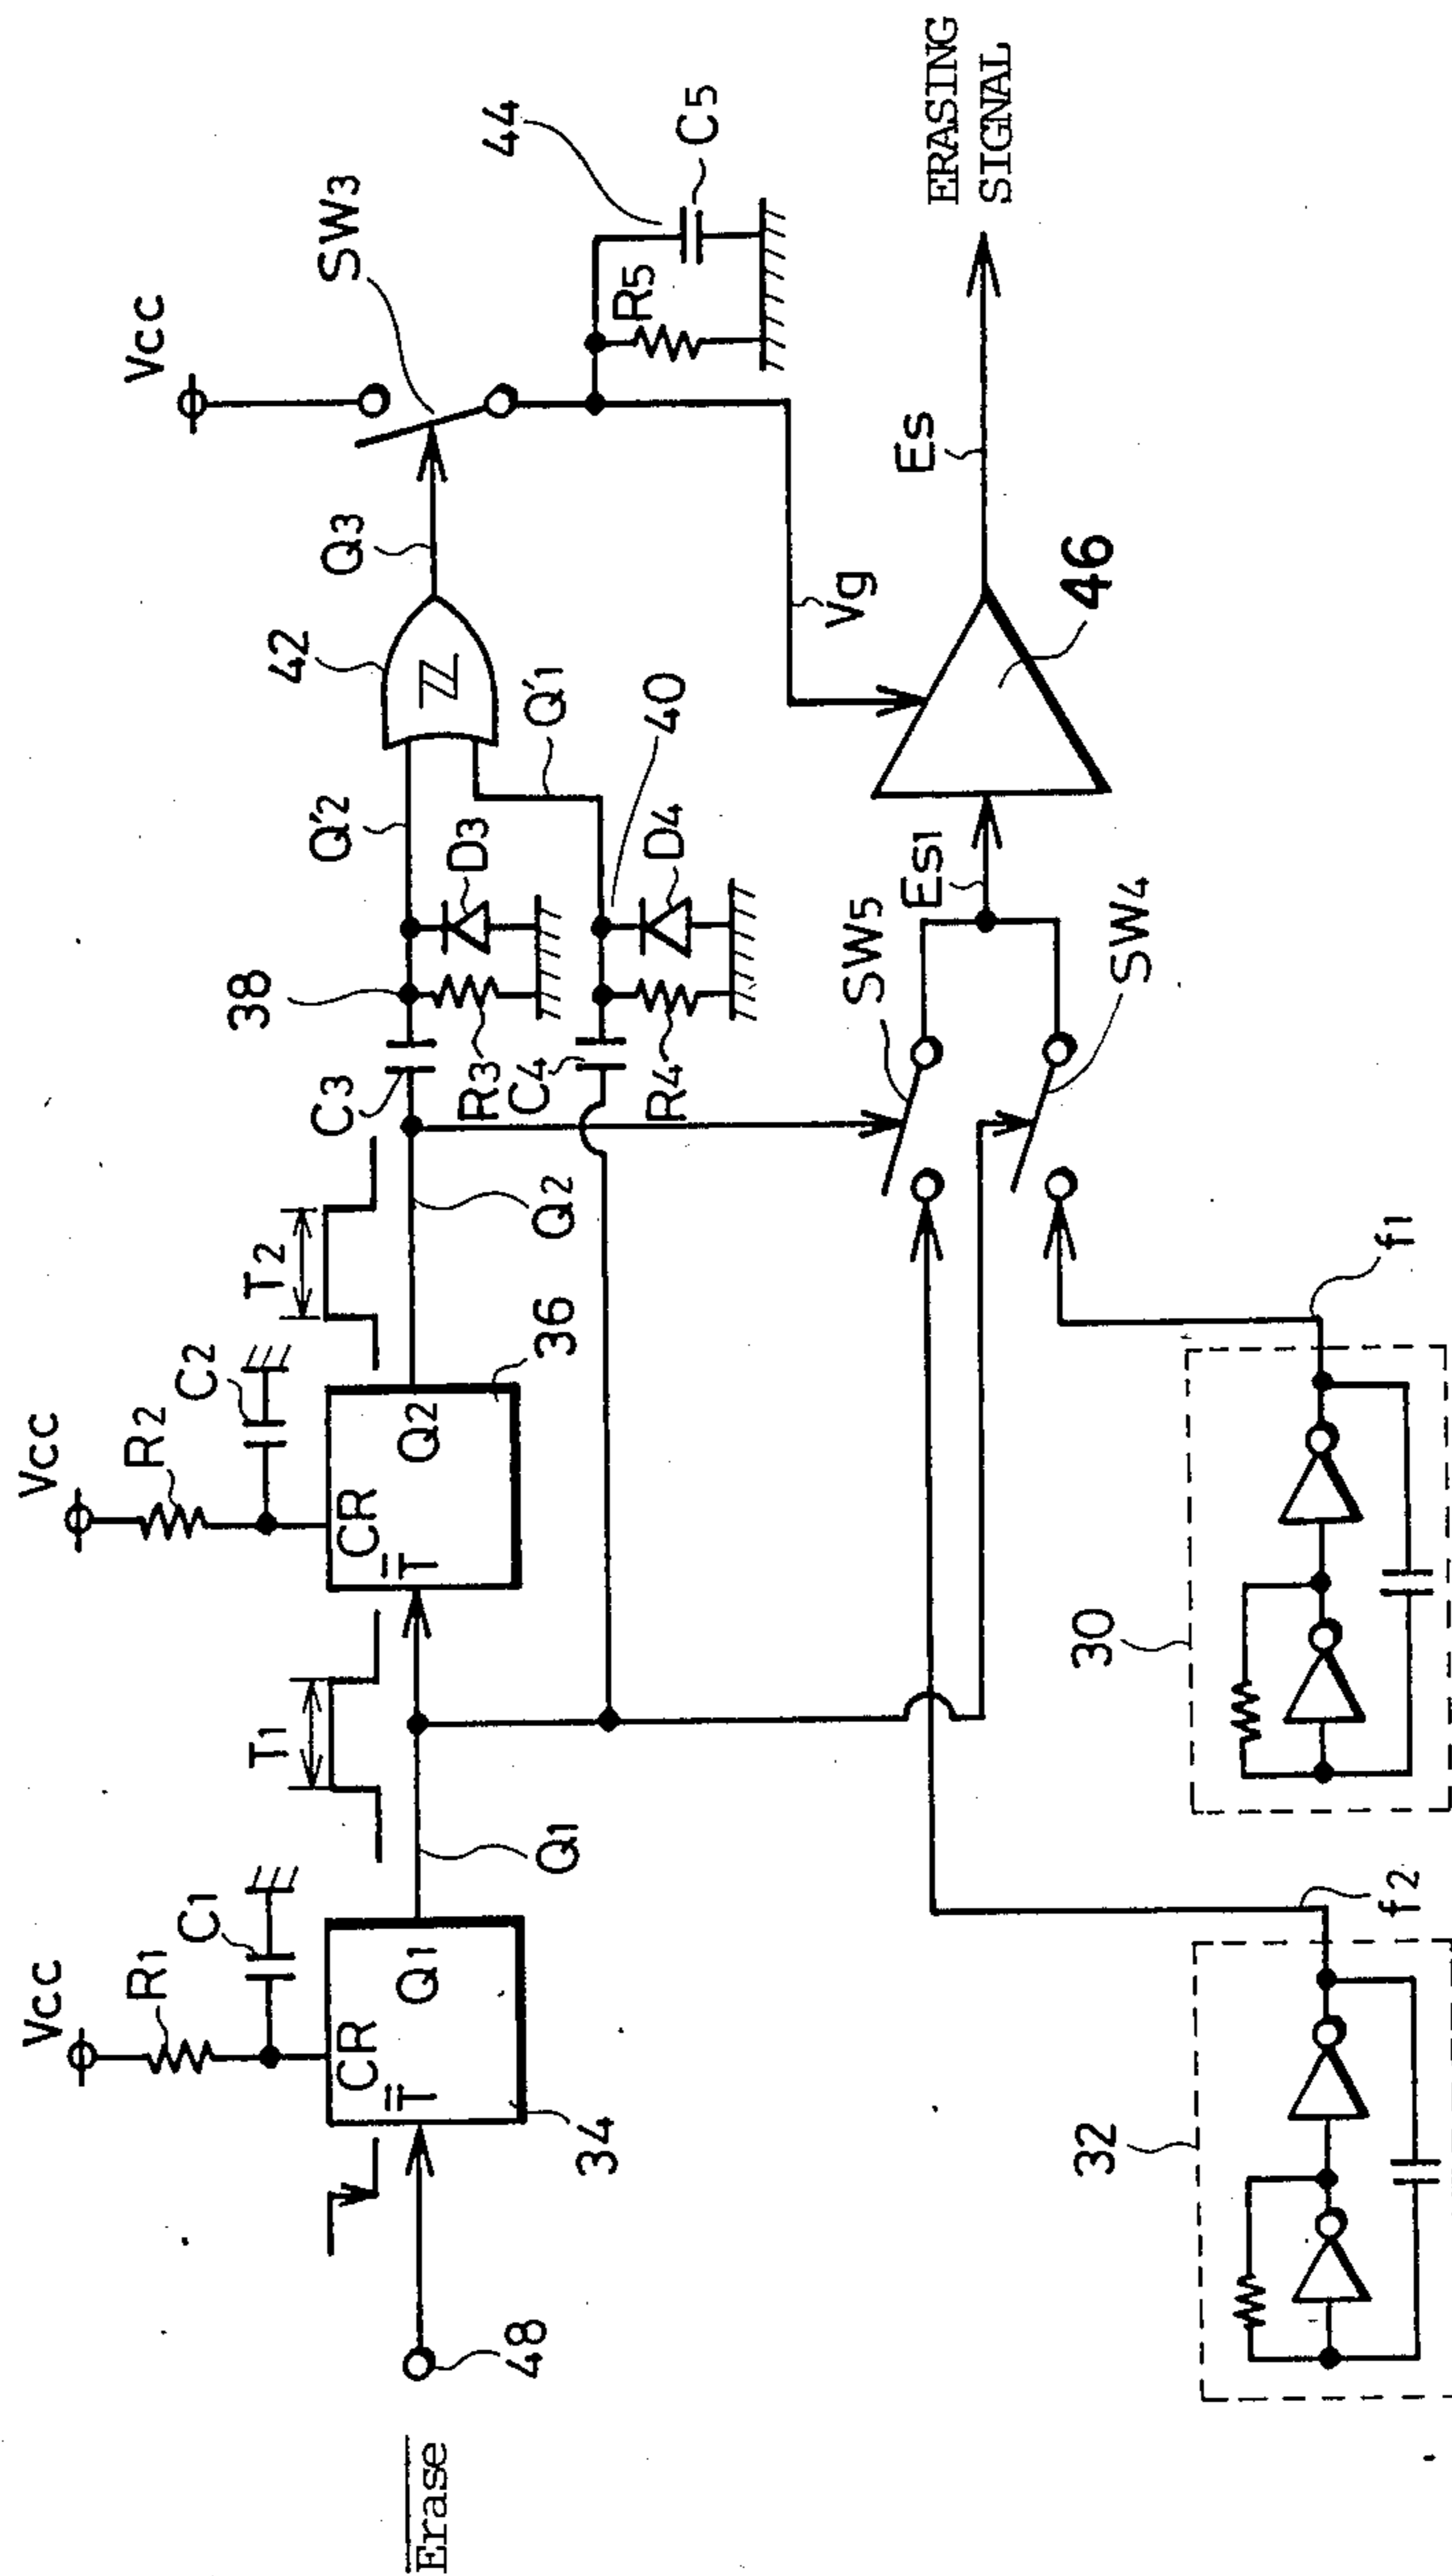 Erase
48
Vcc
R1
C1
CR
T̄
Q1
34
Q1
T1
Vcc
R2
C2
CR
T̄
Q2
36
Q2
T2
C3
38
R3
D3
Q'2
C4
R4
D4
40
Q'1
42
Q3
Vcc
SW3
44
R5
C5
Vg
32
f2
30
f1
SW5
SW4
Es1
46
Es
ERASING
SIGNAL